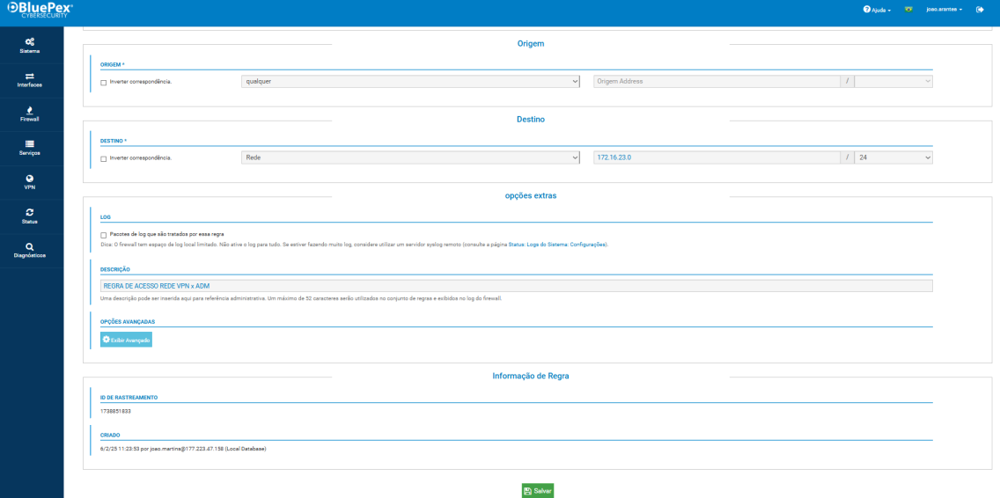 BluePex
CYBERSECURITY
Ajuda
joao.arantes
Sistema
Interfaces
Firewall
Serviços
VPN
Status
Diagnósticos
Origem
ORIGEM *
Inverter correspondência.
qualquer
Origem Address
/
Destino
DESTINO *
Inverter correspondência.
Rede
172.16.23.0
/
24
opções extras
LOG
Pacotes de log que são tratados por essa regra
Dica: O firewall tem espaço de log local limitado. Não ative o log para tudo. Se estiver fazendo muito log, considere utilizar um servidor syslog remoto (consulte a página Status: Logs do Sistema: Configurações).
DESCRIÇÃO
REGRA DE ACESSO REDE VPN x ADM
Uma descrição pode ser inserida aqui para referência administrativa. Um máximo de 52 caracteres serão utilizados no conjunto de regras e exibidos no log do firewall.
OPÇÕES AVANÇADAS
Exibir Avançado
Informação de Regra
ID DE RASTREAMENTO
1738851833
CRIADO
6/2/25 11:23:53 por joao.martins@177.223.47.158 (Local Database)
Salvar